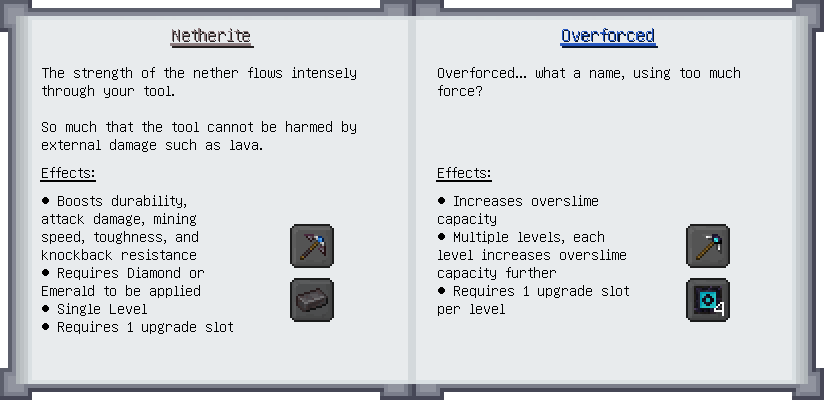 Netherite
The strength of the nether flows intensely
through your tool.
So much that the tool cannot be harmed by
external damage such as lava.
Effects:
• Boosts durability,
attack damage, mining
speed, toughness, and
knockback resistance
• Requires Diamond or
Emerald to be applied
• Single Level
• Requires 1 upgrade slot
Overforced
Overforced... what a name, using too much
force?
Effects:
• Increases overslime
capacity
• Multiple levels, each
level increases overslime
capacity further
• Requires 1 upgrade slot
per level
4